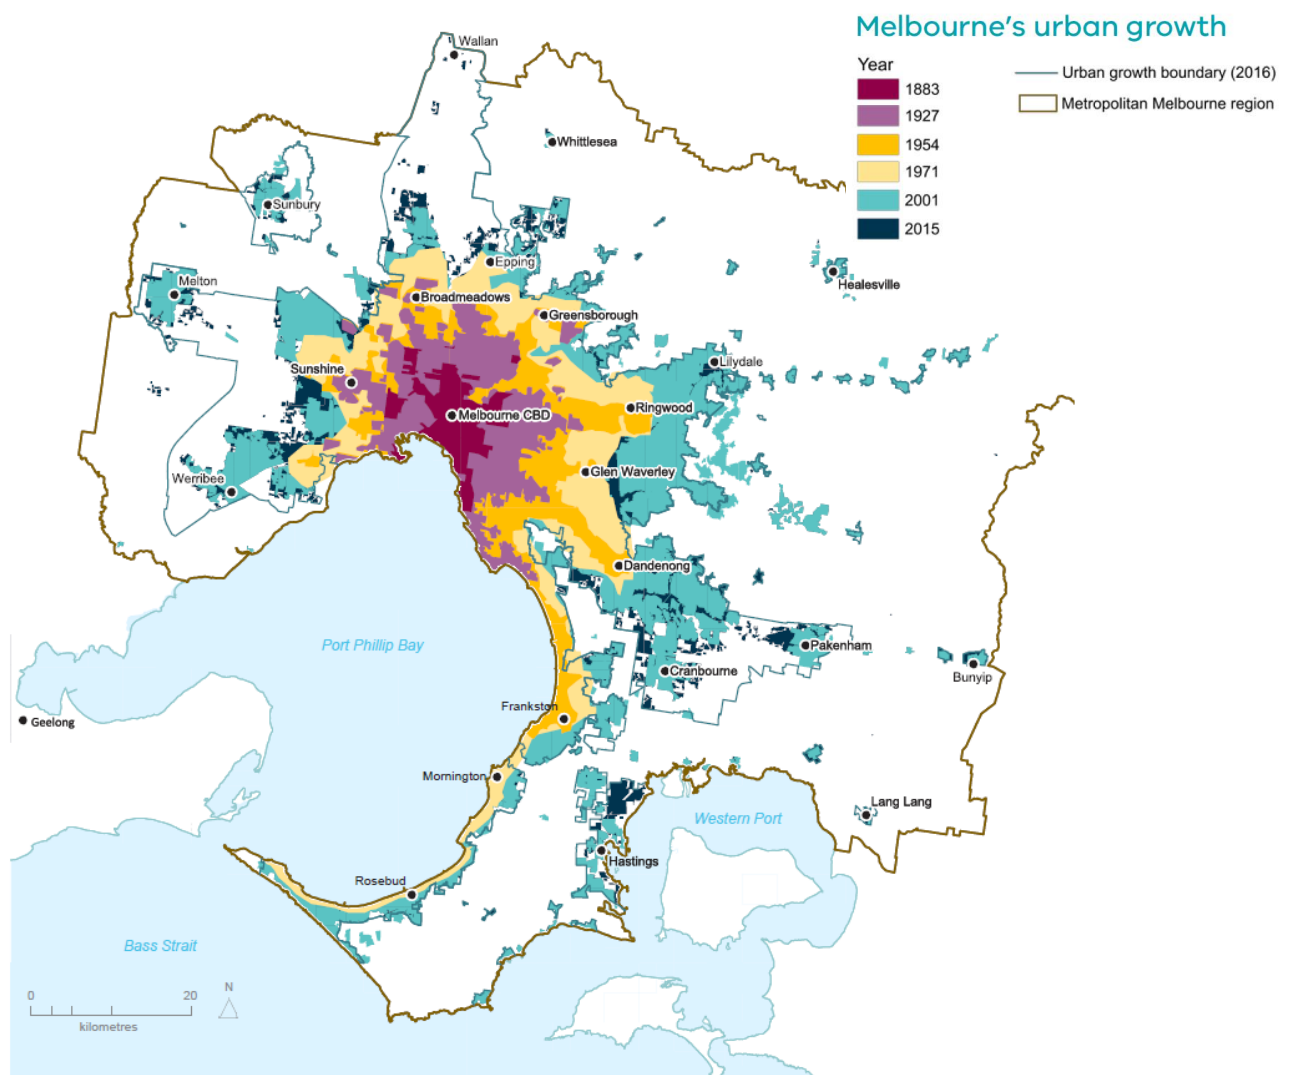 Melbourne's urban growth
Year
1883
1927
1954
1971
2001
2015
Urban growth boundary (2016)
Metropolitan Melbourne region
Wallan
Whittlesea
Sunbury
Epping
Healesville
Melton
Broadmeadows
Greensborough
Lilydale
Sunshine
Ringwood
Melbourne CBD
Glen Waverley
Werribee
Dandenong
Port Phillip Bay
Pakenham
Cranbourne
Bunyip
Frankston
Geelong
Mornington
Lang Lang
Western Port
Hastings
Rosebud
Bass Strait
N
0 20
kilometres